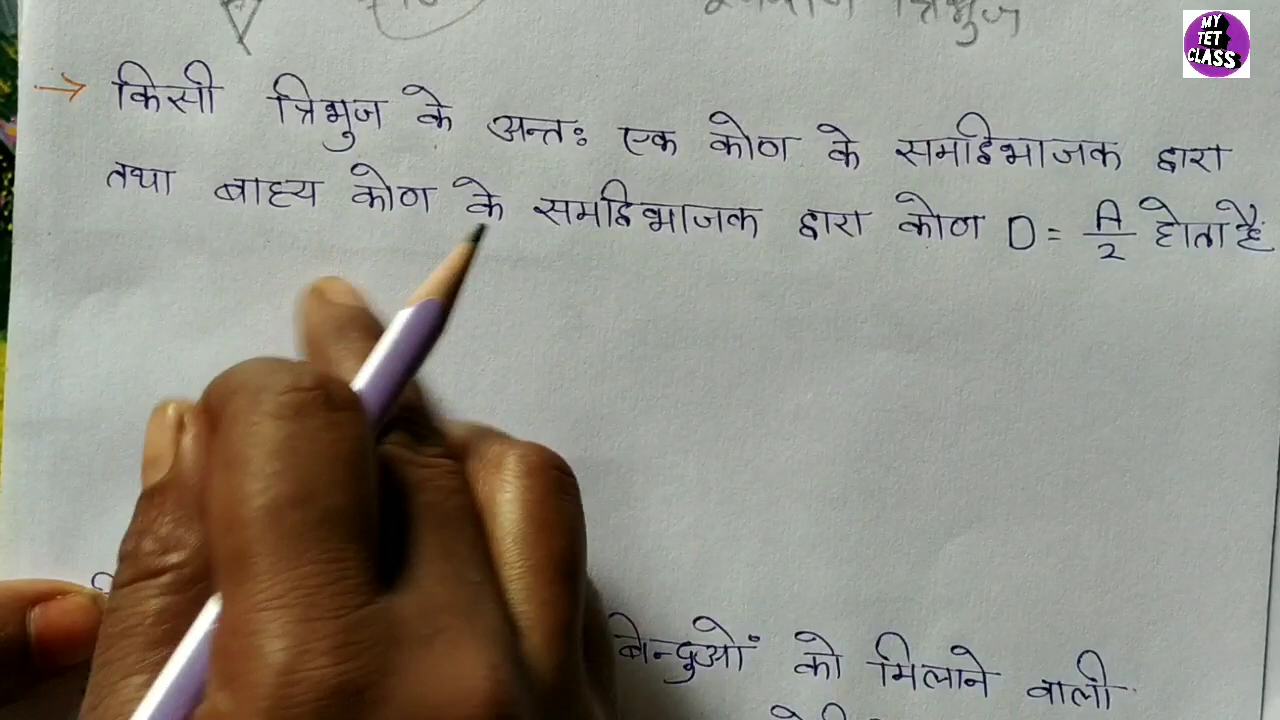 त्रिभुज
MY
TET
CLASS
→ किसी त्रिभुज के अन्तः एक कोण के समद्विभाजक द्वारा
तथा बाह्य कोण के समद्विभाजक द्वारा कोण D = A/2 होता है
बिन्दुओं को मिलाने वाली